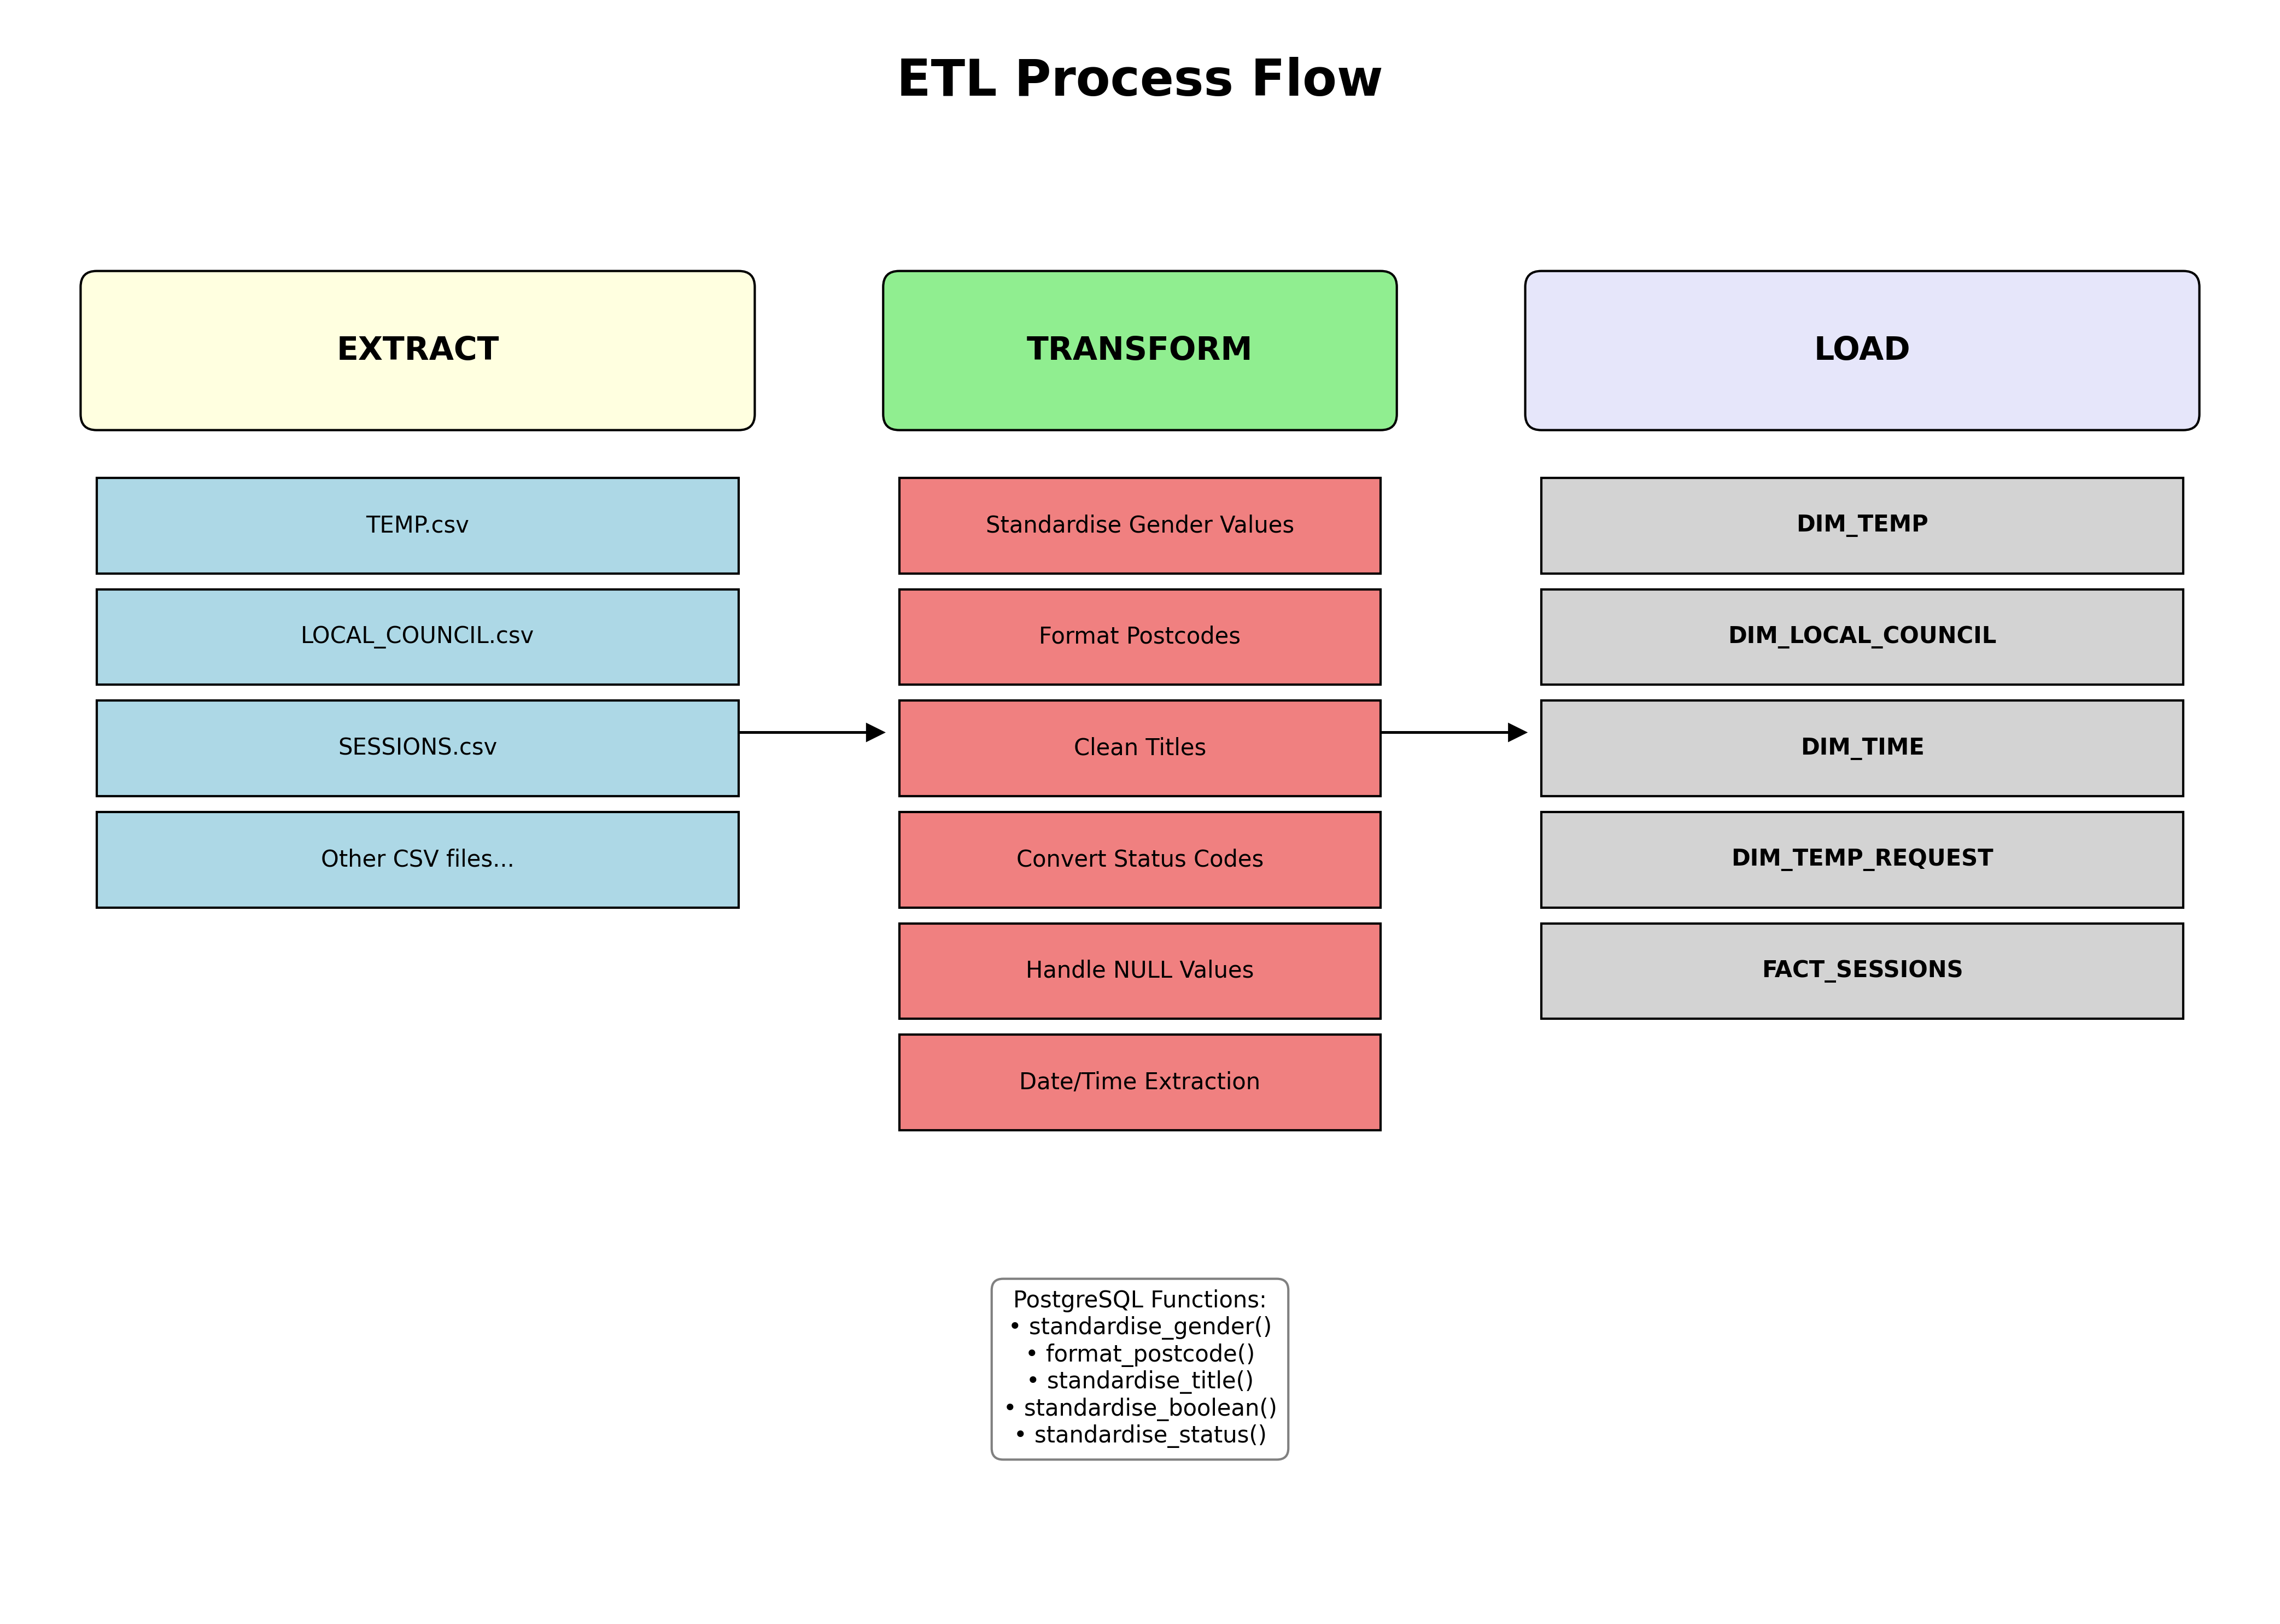 ETL Process Flow
EXTRACT
TEMP.csv
LOCAL_COUNCIL.csv
SESSIONS.csv
Other CSV files...
TRANSFORM
Standardise Gender Values
Format Postcodes
Clean Titles
Convert Status Codes
Handle NULL Values
Date/Time Extraction
LOAD
DIM_TEMP
DIM_LOCAL_COUNCIL
DIM_TIME
DIM_TEMP_REQUEST
FACT_SESSIONS
PostgreSQL Functions:
• standardise_gender()
• format_postcode()
• standardise_title()
• standardise_boolean()
• standardise_status()